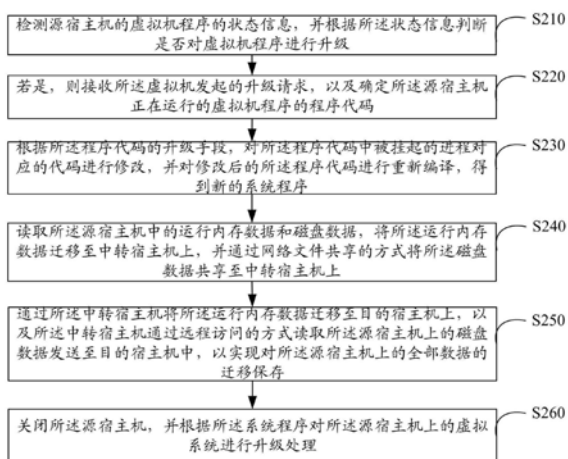 检测源宿主机的虚拟机程序的状态信息，并根据所述状态信息判断
是否对虚拟机程序进行升级
S210
若是，则接收所述虚拟机发起的升级请求，以及确定所述源宿主机
正在运行的虚拟机程序的程序代码
S220
根据所述程序代码的升级手段，对所述程序代码中被挂起的进程对
应的代码进行修改，并对修改后的所述程序代码进行重新编译，得
到新的系统程序
S230
读取所述源宿主机中的运行内存数据和磁盘数据，将所述运行内存
数据迁移至中转宿主机上，并通过网络文件共享的方式将所述磁盘
数据共享至中转宿主机上
S240
通过所述中转宿主机将所述运行内存数据迁移至目的宿主机上，以
及所述中转宿主机通过远程访问的方式读取所述源宿主机上的磁盘
数据发送至目的宿主机中，以实现对所述源宿主机上的全部数据的
迁移保存
S250
关闭所述源宿主机，并根据所述系统程序对所述源宿主机上的虚拟
系统进行升级处理
S260